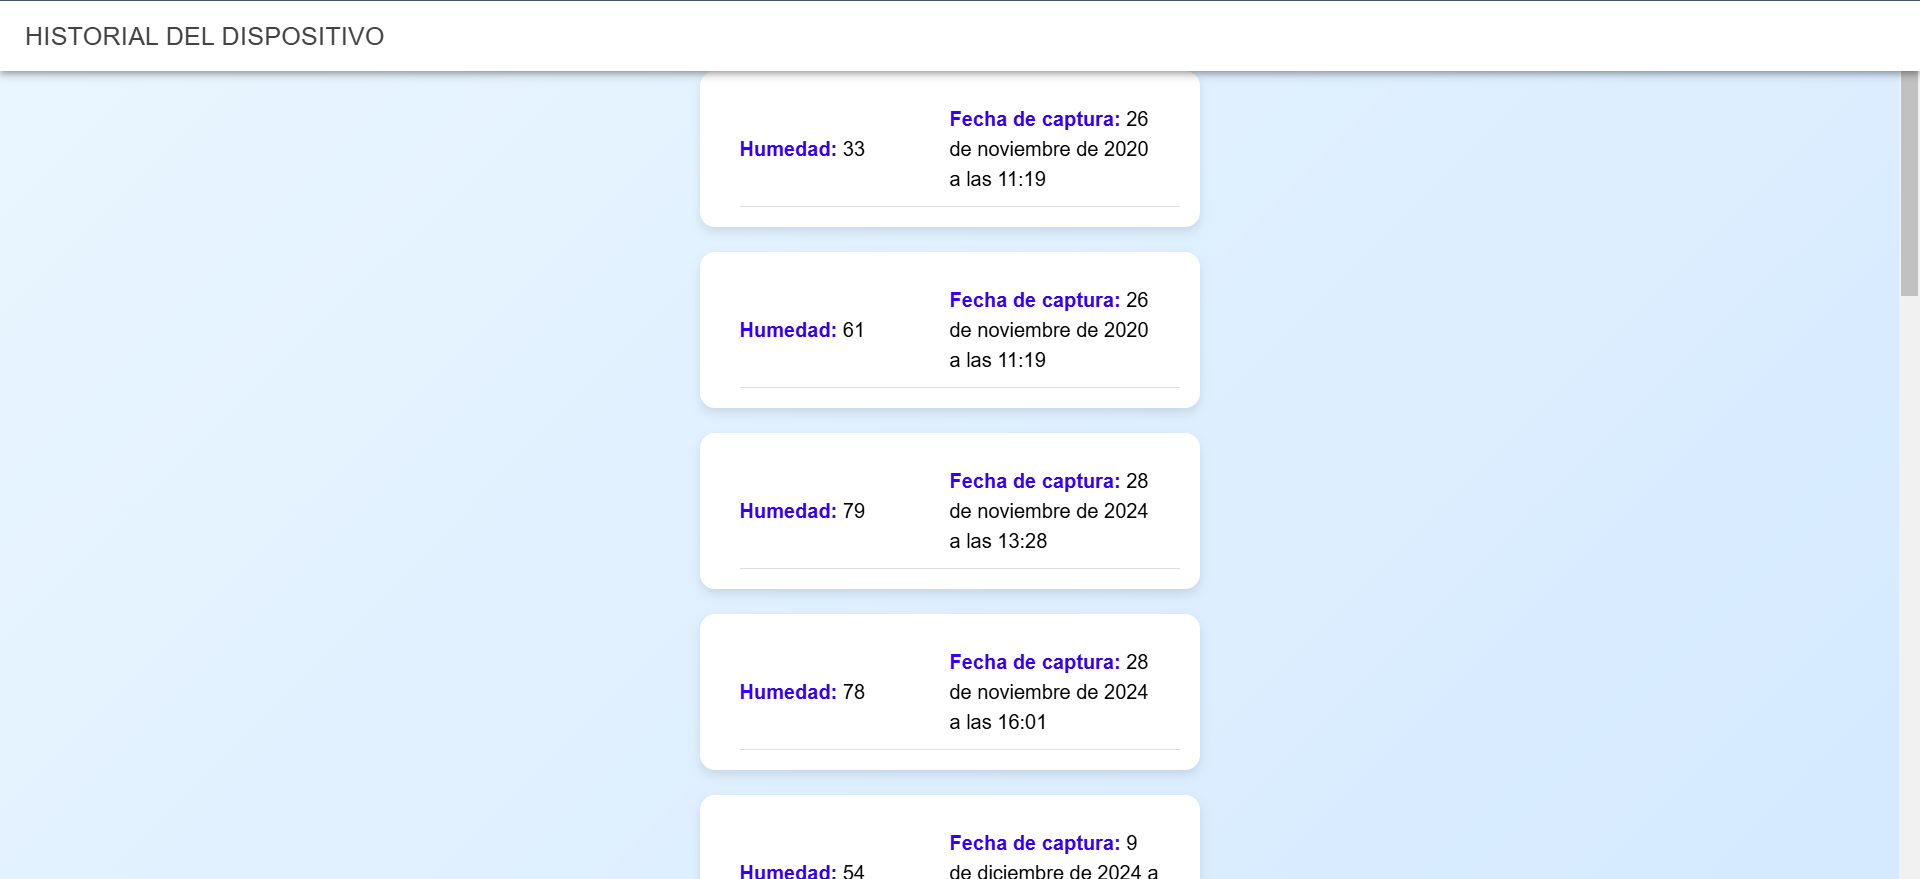 HISTORIAL DEL DISPOSITIVO
Fecha de captura: 26
Humedad: 33
de noviembre de 2020
a las 11:19
Fecha de captura: 26
Humedad: 61
de noviembre de 2020
a las 11:19
Fecha de captura: 28
Humedad: 79
de noviembre de 2024
a las 13:28
Fecha de captura: 28
Humedad: 78
de noviembre de 2024
a las 16:01
Fecha de captura: 9
Humedad: 54
de diciembre de 2024 a